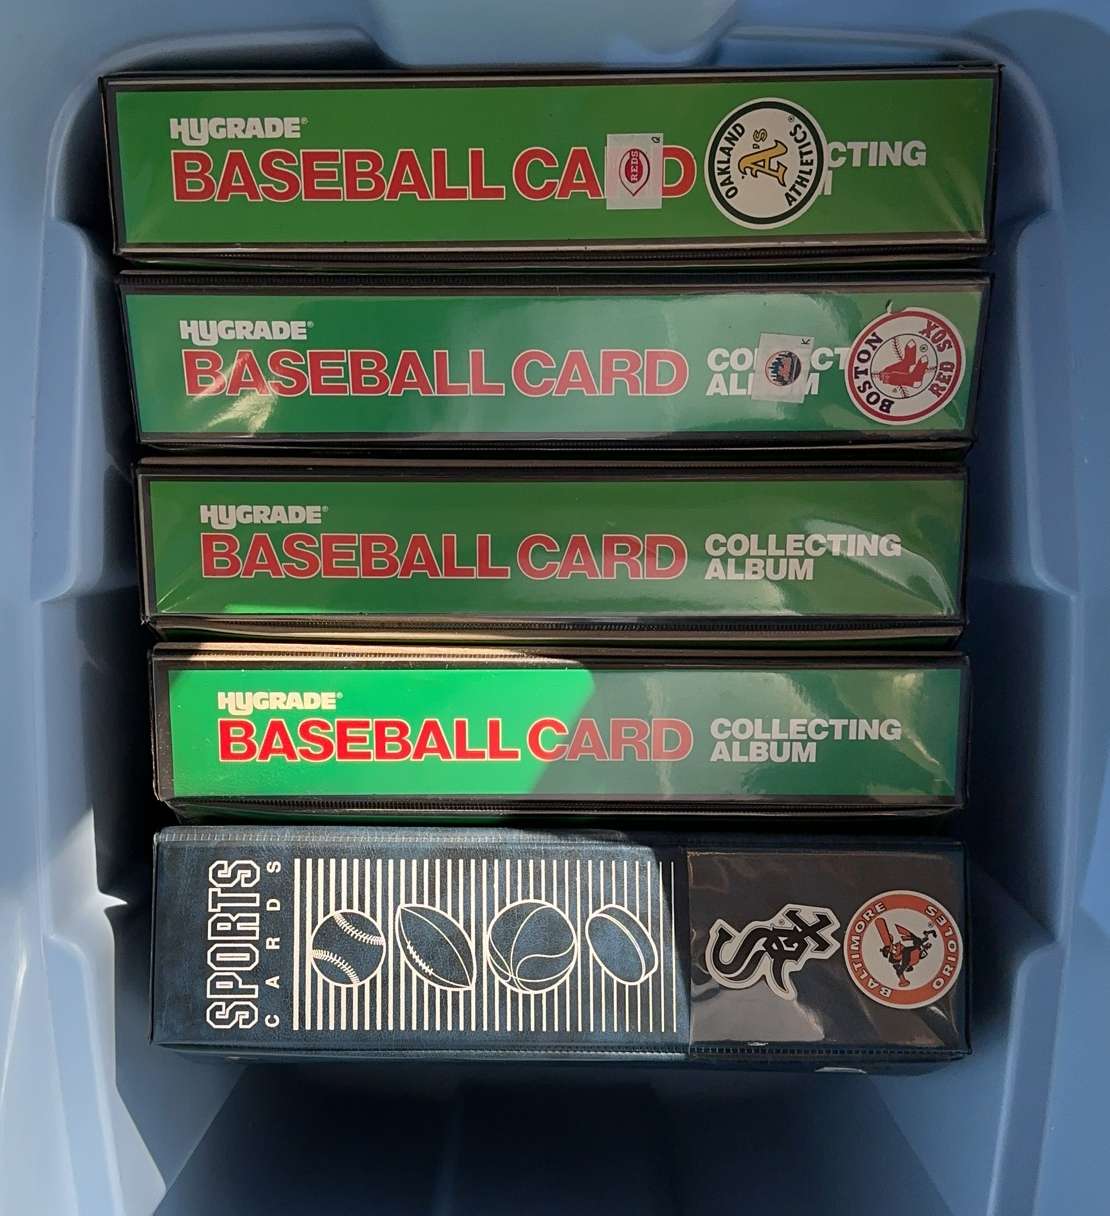 HYGRADE®
BASEBALL CARD
REDS
Q
OAKLAND A's ATHLETICS
®
CTING
HYGRADE®
BASEBALL CARD
COLLECT
ALBUM
K
BOSTON RED SOX
®
HYGRADE®
BASEBALL CARD
COLLECTING
ALBUM
HYGRADE®
BASEBALL CARD
COLLECTING
ALBUM
SPORTS
CARDS
Sox
BALTIMORE ORIOLES